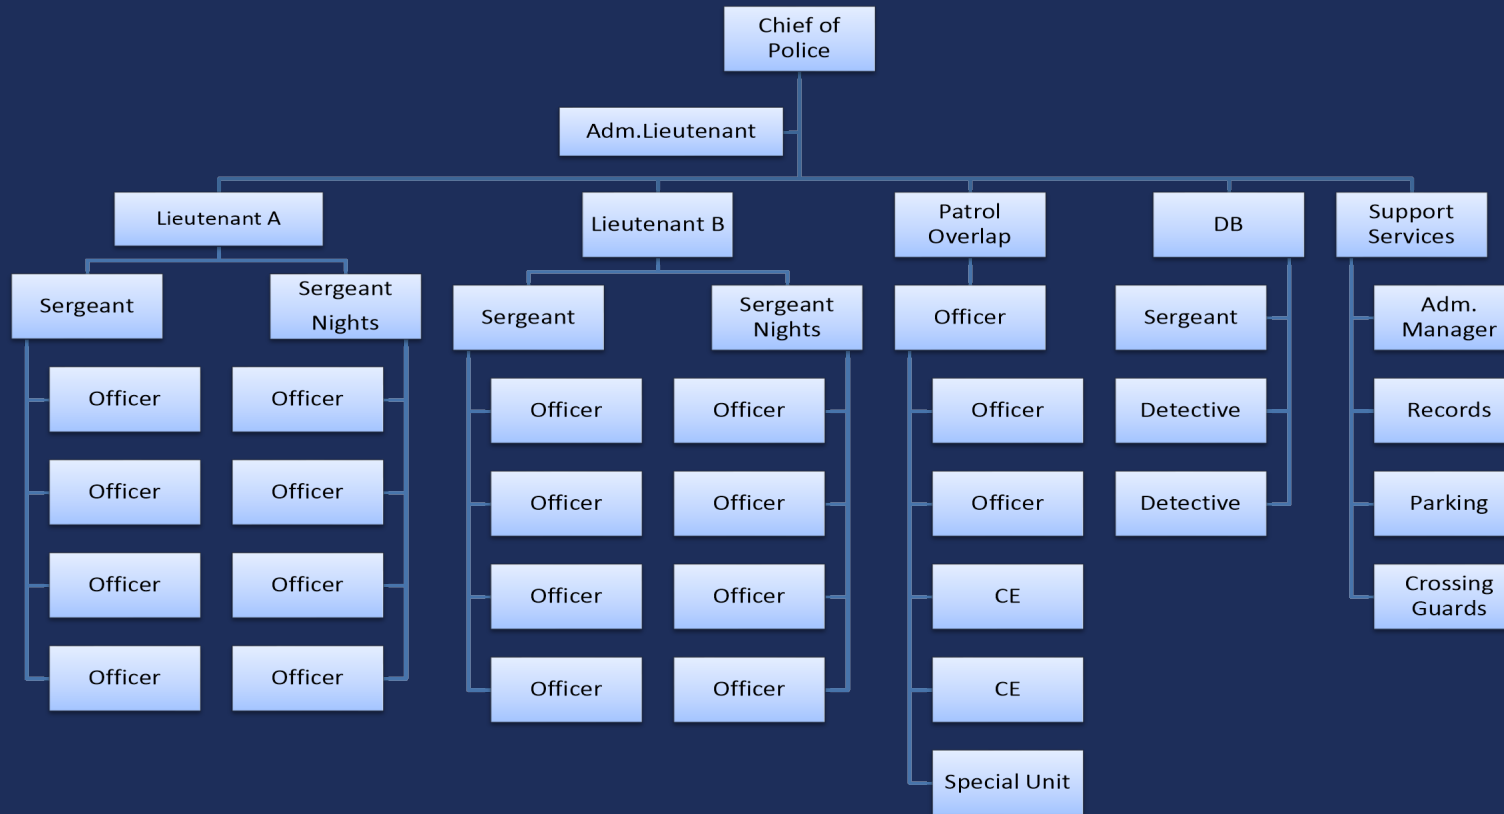 Chief of
Police
Adm.Lieutenant
Lieutenant A
Lieutenant B
Patrol
Overlap
DB
Support
Services
Sergeant
Sergeant
Nights
Officer
Officer
Officer
Officer
Officer
Officer
Officer
Officer
Sergeant
Sergeant
Nights
Officer
Officer
Officer
Officer
Officer
Officer
Officer
Officer
Officer
Officer
Officer
CE
CE
Special Unit
Sergeant
Detective
Detective
Adm.
Manager
Records
Parking
Crossing
Guards